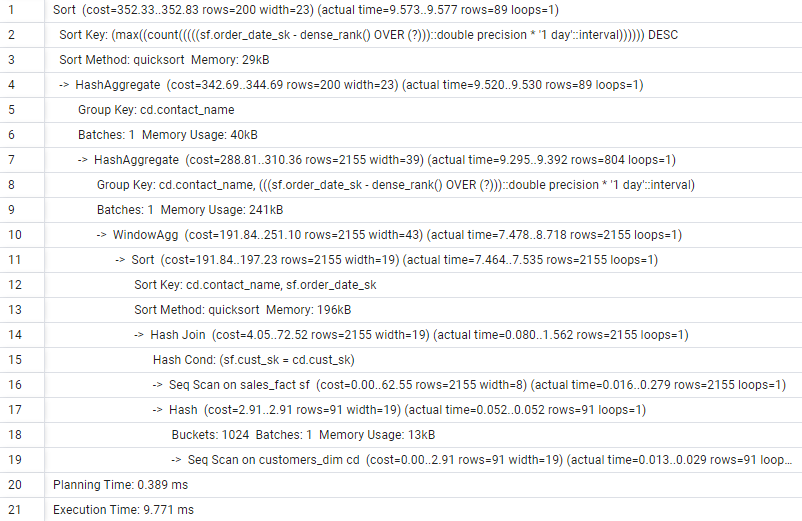 1 Sort (cost=352.33..352.83 rows=200 width=23) (actual time=9.573..9.577 rows=89 loops=1)
2 Sort Key: (max((count(((((sf.order_date_sk - dense_rank() OVER (?)))::double precision * '1 day'::interval)))))) DESC
3 Sort Method: quicksort Memory: 29kB
4 -> HashAggregate (cost=342.69..344.69 rows=200 width=23) (actual time=9.520..9.530 rows=89 loops=1)
5 Group Key: cd.contact_name
6 Batches: 1 Memory Usage: 40kB
7 -> HashAggregate (cost=288.81..310.36 rows=2155 width=39) (actual time=9.295..9.392 rows=804 loops=1)
8 Group Key: cd.contact_name, (((sf.order_date_sk - dense_rank() OVER (?)))::double precision * '1 day'::interval)
9 Batches: 1 Memory Usage: 241kB
10 -> WindowAgg (cost=191.84..251.10 rows=2155 width=43) (actual time=7.478..8.718 rows=2155 loops=1)
11 -> Sort (cost=191.84..197.23 rows=2155 width=19) (actual time=7.464..7.535 rows=2155 loops=1)
12 Sort Key: cd.contact_name, sf.order_date_sk
13 Sort Method: quicksort Memory: 196kB
14 -> Hash Join (cost=4.05..72.52 rows=2155 width=19) (actual time=0.080..1.562 rows=2155 loops=1)
15 Hash Cond: (sf.cust_sk = cd.cust_sk)
16 -> Seq Scan on sales_fact sf (cost=0.00..62.55 rows=2155 width=8) (actual time=0.016..0.279 rows=2155 loops=1)
17 -> Hash (cost=2.91..2.91 rows=91 width=19) (actual time=0.052..0.052 rows=91 loops=1)
18 Buckets: 1024 Batches: 1 Memory Usage: 13kB
19 -> Seq Scan on customers_dim cd (cost=0.00..2.91 rows=91 width=19) (actual time=0.013..0.029 rows=91 loop...
20 Planning Time: 0.389 ms
21 Execution Time: 9.771 ms